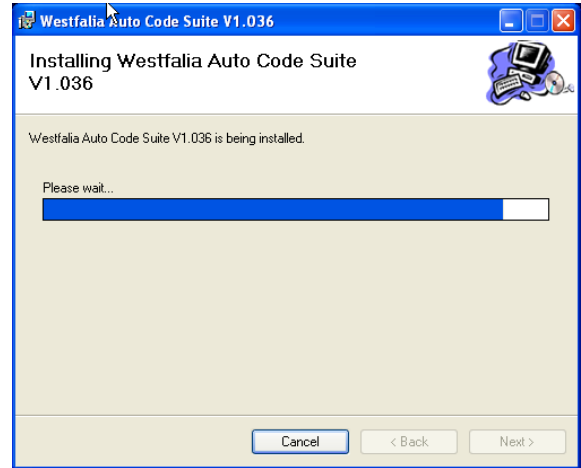 Westfalia Auto Code Suite V1.036
Installing Westfalia Auto Code Suite
V1.036
Westfalia Auto Code Suite V1.036 is being installed.
Please wait...
Cancel
< Back
Next >